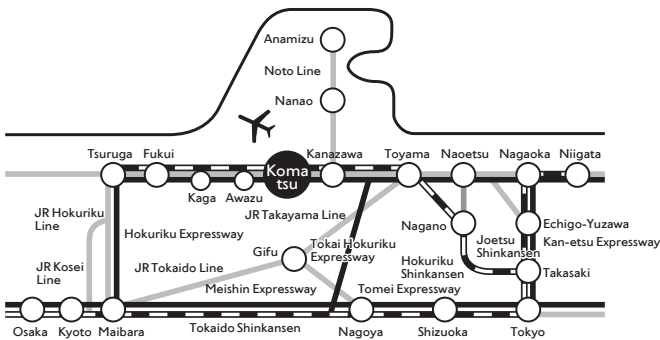 Anamizu
Noto Line
Nanao
Tsuruga
Fukui
Koma
tsu
Kanazawa
Toyama
Naoetsu
Nagaoka
Niigata
Kaga
Awazu
JR Takayama Line
JR Hokuriku
Line
Hokuriku Expressway
Gifu
Tokai Hokuriku
Expressway
Nagano
Joetsu
Shinkansen
Echigo-Yuzawa
Kan-etsu Expressway
JR Kosei
Line
JR Tokaido Line
Hokuriku
Shinkansen
Takasaki
Meishin Expressway
Tomei Expressway
Osaka
Kyoto
Maibara
Tokaido Shinkansen
Nagoya
Shizuoka
Tokyo